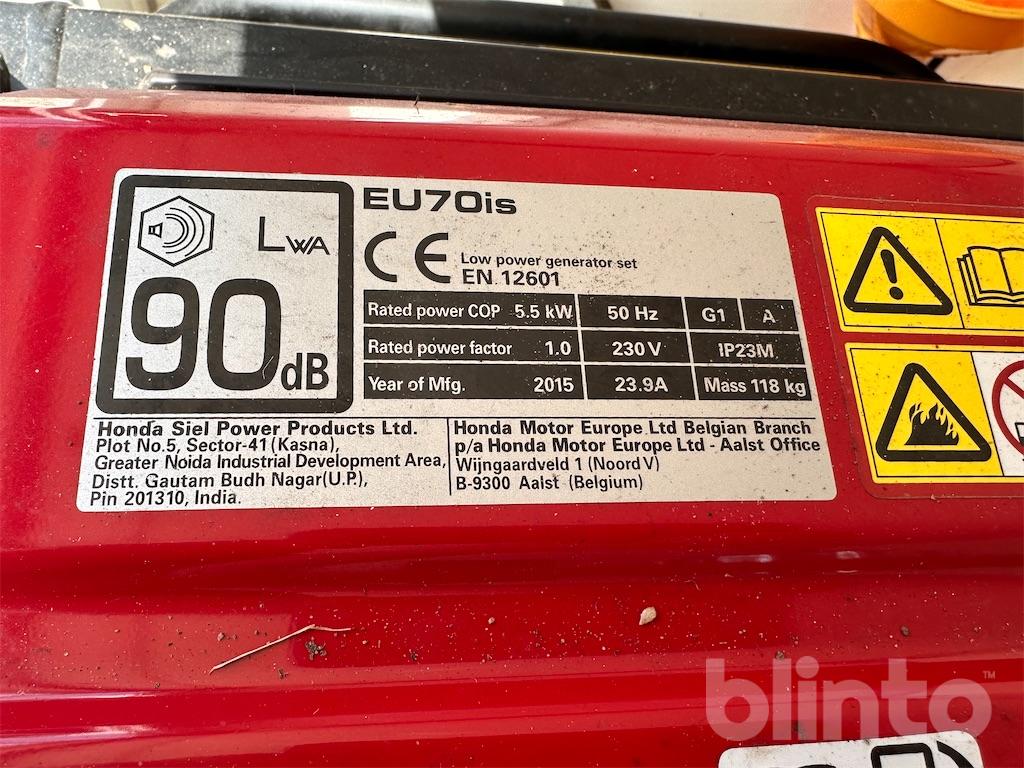 EU70is
LWA
90dB
CE
Low power generator set
EN 12601
Rated power COP 5.5 kW 50 Hz G1 A
Rated power factor 1.0 230 V IP23M
Year of Mfg. 2015 23.9A Mass 118 kg
Honda Siel Power Products Ltd.
Plot No.5, Sector-41 (Kasna),
Greater Noida Industrial Development Area,
Distt. Gautam Budh Nagar(U.P.),
Pin 201310, India.
Honda Motor Europe Ltd Belgian Branch
p/a Honda Motor Europe Ltd - Aalst Office
Wijngaardveld 1 (Noord V)
B-9300 Aalst (Belgium)
blinto™